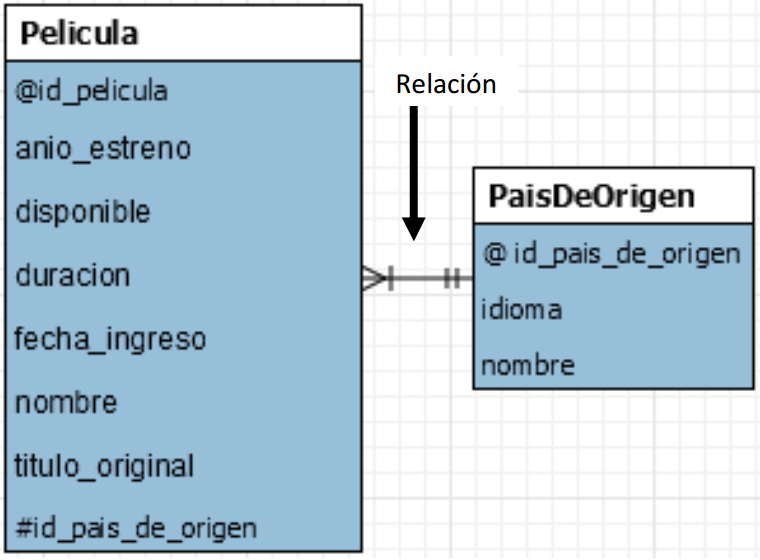 Pelicula
@id_pelicula
anio_estreno
disponible
duracion
fecha_ingreso
nombre
titulo_original
#id_pais_de_origen
Relación
PaisDeOrigen
@ id_pais_de_origen
idioma
nombre